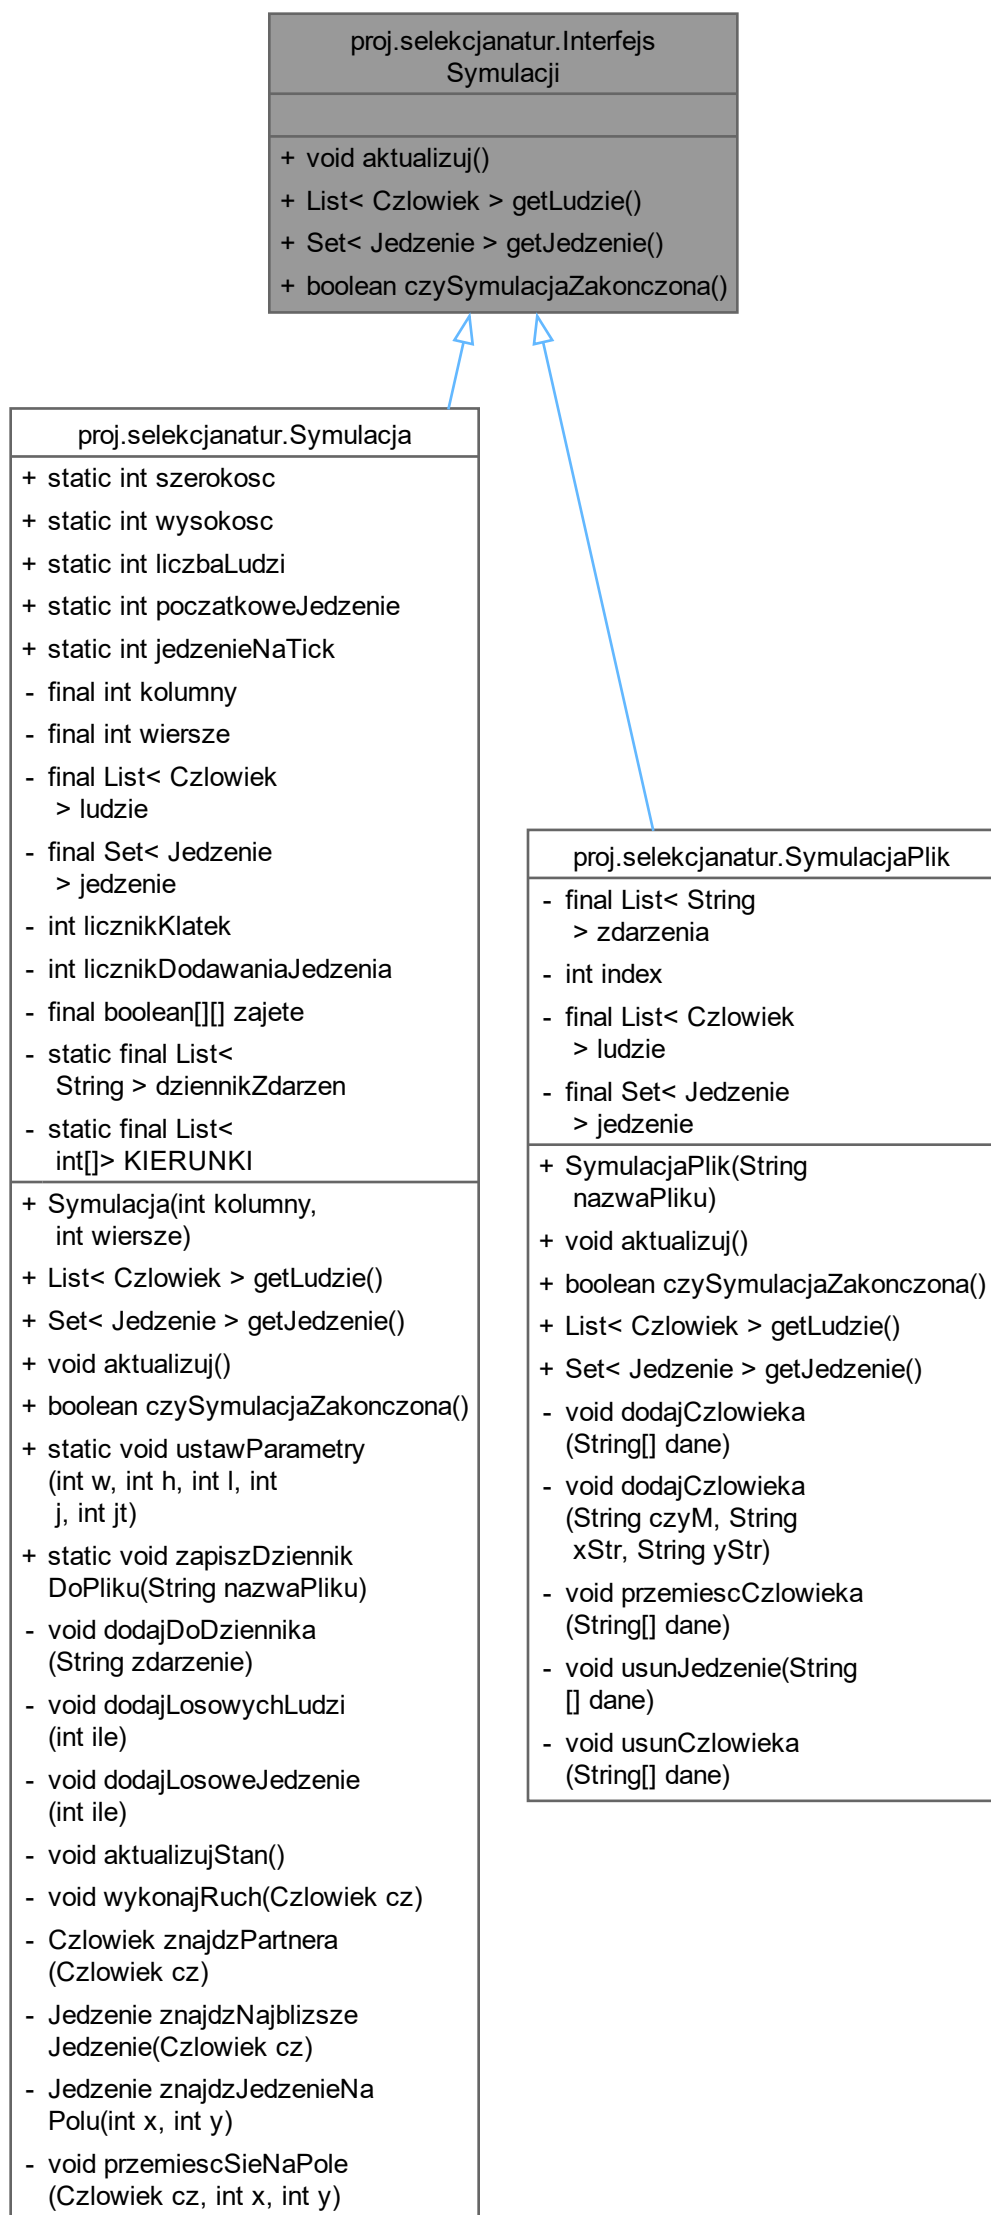 proj.selekcjanatur.Interfejs
Symulacji
+ void aktualizuj()
+ List< Czlowiek > getLudzie()
+ Set< Jedzenie > getJedzenie()
+ boolean czySymulacjaZakonczona()
proj.selekcjanatur.Symulacja
+ static int szerokosc
+ static int wysokosc
+ static int liczbaLudzi
+ static int poczatkoweJedzenie
+ static int jedzenieNaTick
- final int kolumny
- final int wiersze
- final List< Czlowiek
> ludzie
- final Set< Jedzenie
> jedzenie
- int licznikKlatek
- int licznikDodawaniaJedzenia
- final boolean[][] zajete
- static final List<
String > dziennikZdarzen
- static final List<
int[]> KIERUNKI
+ Symulacja(int kolumny,
int wiersze)
+ List< Czlowiek > getLudzie()
+ Set< Jedzenie > getJedzenie()
+ void aktualizuj()
+ boolean czySymulacjaZakonczona()
+ static void ustawParametry
(int w, int h, int l, int
j, int jt)
+ static void zapiszDziennik
DoPliku(String nazwaPliku)
- void dodajDoDziennika
(String zdarzenie)
- void dodajLosowychLudzi
(int ile)
- void dodajLosoweJedzenie
(int ile)
- void aktualizujStan()
- void wykonajRuch(Czlowiek cz)
- Czlowiek znajdzPartnera
(Czlowiek cz)
- Jedzenie znajdzNajblizsze
Jedzenie(Czlowiek cz)
- Jedzenie znajdzJedzenieNa
Polu(int x, int y)
- void przemiescSieNaPole
(Czlowiek cz, int x, int y)
proj.selekcjanatur.SymulacjaPlik
- final List< String
> zdarzenia
- int index
- final List< Czlowiek
> ludzie
- final Set< Jedzenie
> jedzenie
+ SymulacjaPlik(String
nazwaPliku)
+ void aktualizuj()
+ boolean czySymulacjaZakonczona()
+ List< Czlowiek > getLudzie()
+ Set< Jedzenie > getJedzenie()
- void dodajCzlowieka
(String[] dane)
- void dodajCzlowieka
(String czyM, String
xStr, String yStr)
- void przemiescCzlowieka
(String[] dane)
- void usunJedzenie(String
[] dane)
- void usunCzlowieka
(String[] dane)